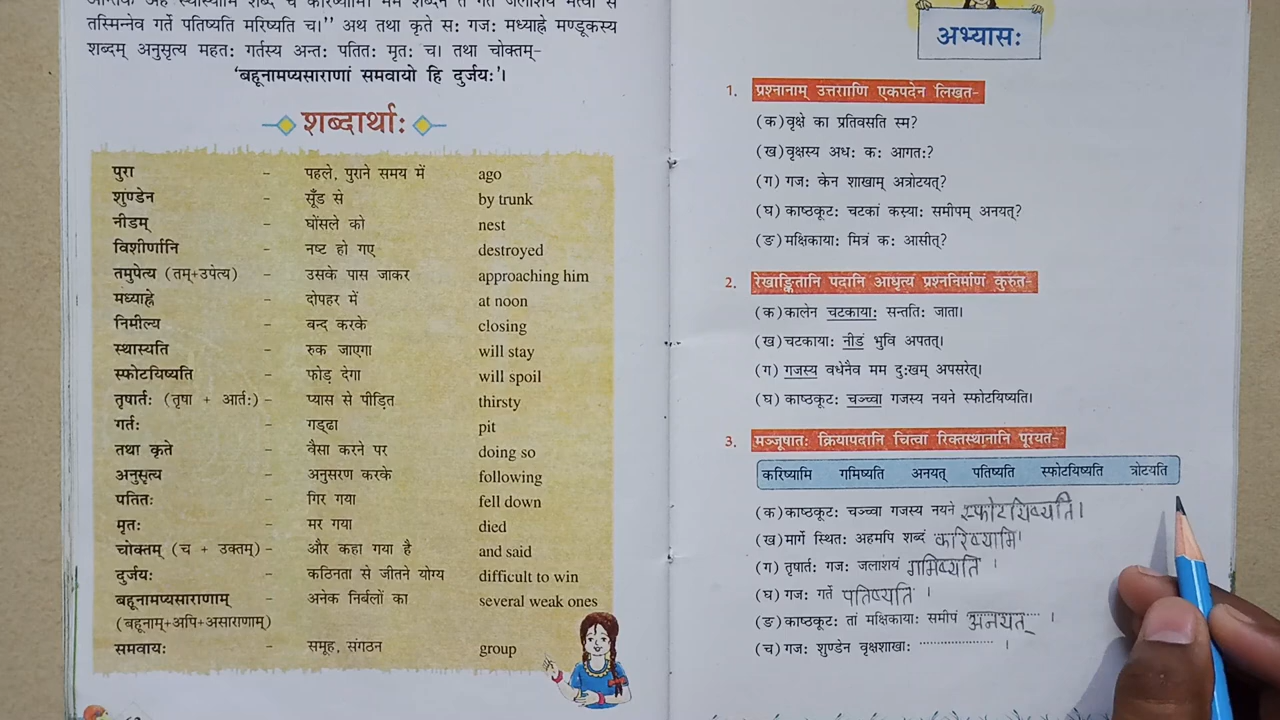 तस्मिन्नेव गर्ते पतिष्यति मरिष्यति च।” अथ तथा कृते सः गजः मध्याह्ने मण्डूकस्य
शब्दम् अनुसृत्य महतः गर्तस्य अन्तः पतितः मृतः च। तथा चोक्तम्-
‘बहूनामप्यसाराणां समवायो हि दुर्जयः’।
शब्दार्थाः
पुरा - पहले, पुराने समय में ago
शुण्डेन - सूँड से by trunk
नीडम् - घोंसले को nest
विशीर्णानि - नष्ट हो गए destroyed
तमुपेत्य (तम्+उपेत्य) - उसके पास जाकर approaching him
मध्याह्ने - दोपहर में at noon
निमील्य - बन्द करके closing
स्थास्यति - रुक जाएगा will stay
स्फोटयिष्यति - फोड़ देगा will spoil
तृषार्तः (तृषा + आर्तः) - प्यास से पीड़ित thirsty
गर्तः - गड्ढा pit
तथा कृते - वैसा करने पर doing so
अनुसृत्य - अनुसरण करके following
पतितः - गिर गया fell down
मृतः - मर गया died
चोक्तम् (च + उक्तम्) - और कहा गया है and said
दुर्जयः - कठिनता से जीतने योग्य difficult to win
बहूनामप्यसाराणाम् - अनेक निर्बलों का several weak ones
(बहूनाम्+अपि+असाराणाम्)
समवायः - समूह, संगठन group
अभ्यासः
1. प्रश्नानाम् उत्तराणि एकपदेन लिखत-
(क) वृक्षे का प्रतिवसति स्म?
(ख) वृक्षस्य अधः कः आगतः?
(ग) गजः केन शाखाम् अत्रोटयत्?
(घ) काष्ठकूटः चटकां कस्याः समीपम् अनयत्?
(ङ) मक्षिकायाः मित्रं कः आसीत्?
2. रेखाङ्कितानि पदानि आधृत्य प्रश्ननिर्माणं कुरुत-
(क) कालेन चटकायाः सन्ततिः जाता।
(ख) चटकायाः नीडं भुवि अपतत्।
(ग) गजस्य वधेनैव मम दुःखम् अपसरेत्।
(घ) काष्ठकूटः चञ्च्वा गजस्य नयने स्फोटयिष्यति।
3. मञ्जूषातः क्रियापदानि चित्वा रिक्तस्थानानि पूरयत-
करिष्यामि गमिष्यति अनयत् पतिष्यति स्फोटयिष्यति त्रोटयति
(क) काष्ठकूटः चञ्च्वा गजस्य नयने स्फोटयिष्यति।
(ख) मार्गे स्थितः अहमपि शब्दं करिष्यामि।
(ग) तृषार्तः गजः जलाशयं गमिष्यति ।
(घ) गजः गर्ते पतिष्यति ।
(ङ) काष्ठकूटः तां मक्षिकायाः समीपं अनयत् ।
(च) गजः शुण्डेन वृक्षशाखाः .................... ।